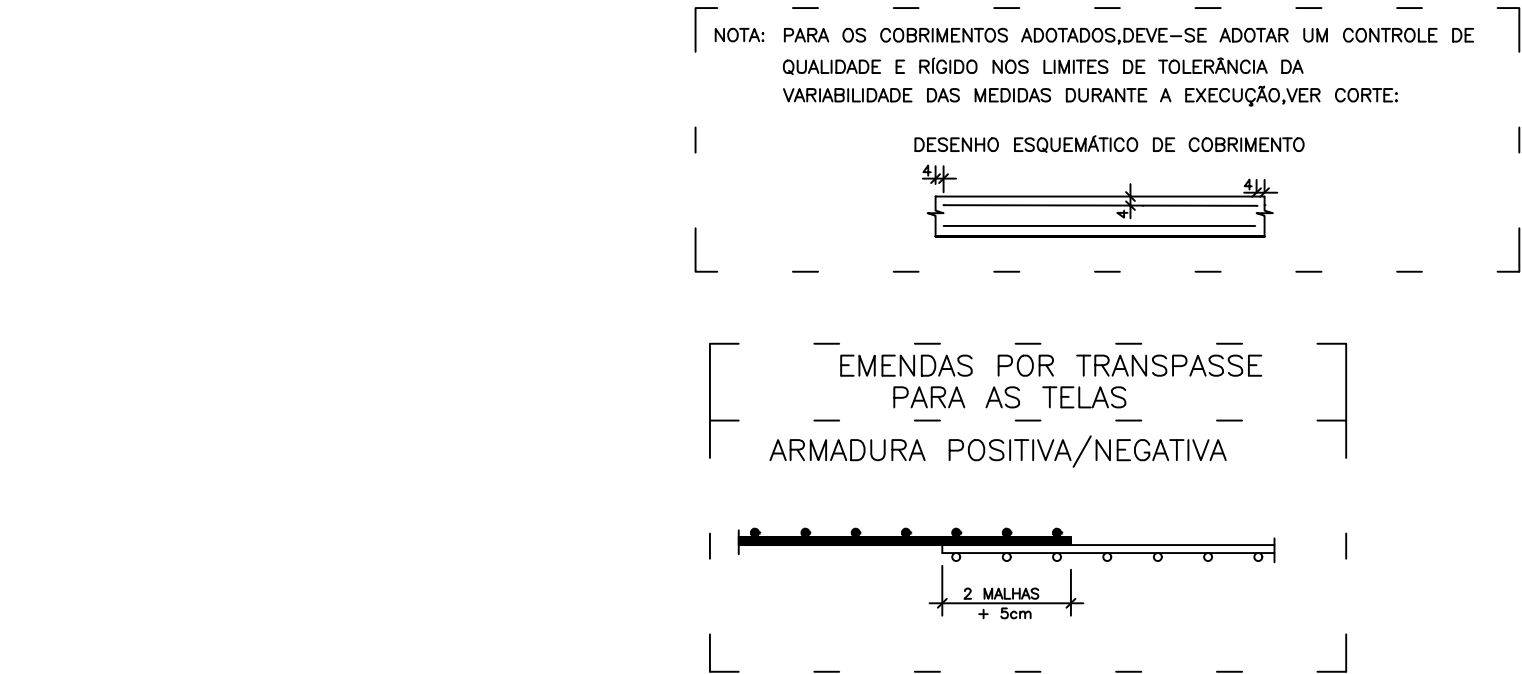 NOTA: PARA OS COBRIMENTOS ADOTADOS,DEVE-SE ADOTAR UM CONTROLE DE
QUALIDADE E RÍGIDO NOS LIMITES DE TOLERÂNCIA DA
VARIABILIDADE DAS MEDIDAS DURANTE A EXECUÇÃO,VER CORTE:
DESENHO ESQUEMÁTICO DE COBRIMENTO
4
4
4
EMENDAS POR TRANSPASSE
PARA AS TELAS
ARMADURA POSITIVA/NEGATIVA
2 MALHAS
+ 5cm